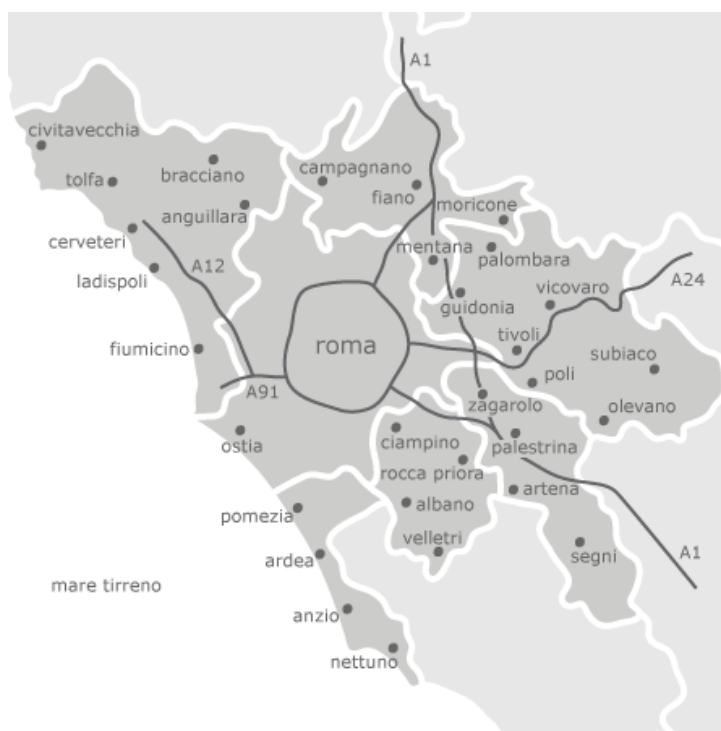 A1
civitavecchia
campagnano
bracciano
tolfa
fiano
moricone
anguillara
cerveteri
mentana
palombara
A12
ladispoli
A24
vicovaro
guidonia
tivoli
roma
fiumicino
subiaco
poli
A91
zagarolo
olevano
ostia
ciampino
palestrina
rocca priora
artena
albano
pomezia
velletri
A1
segni
ardea
mare tirreno
anzio
nettuno